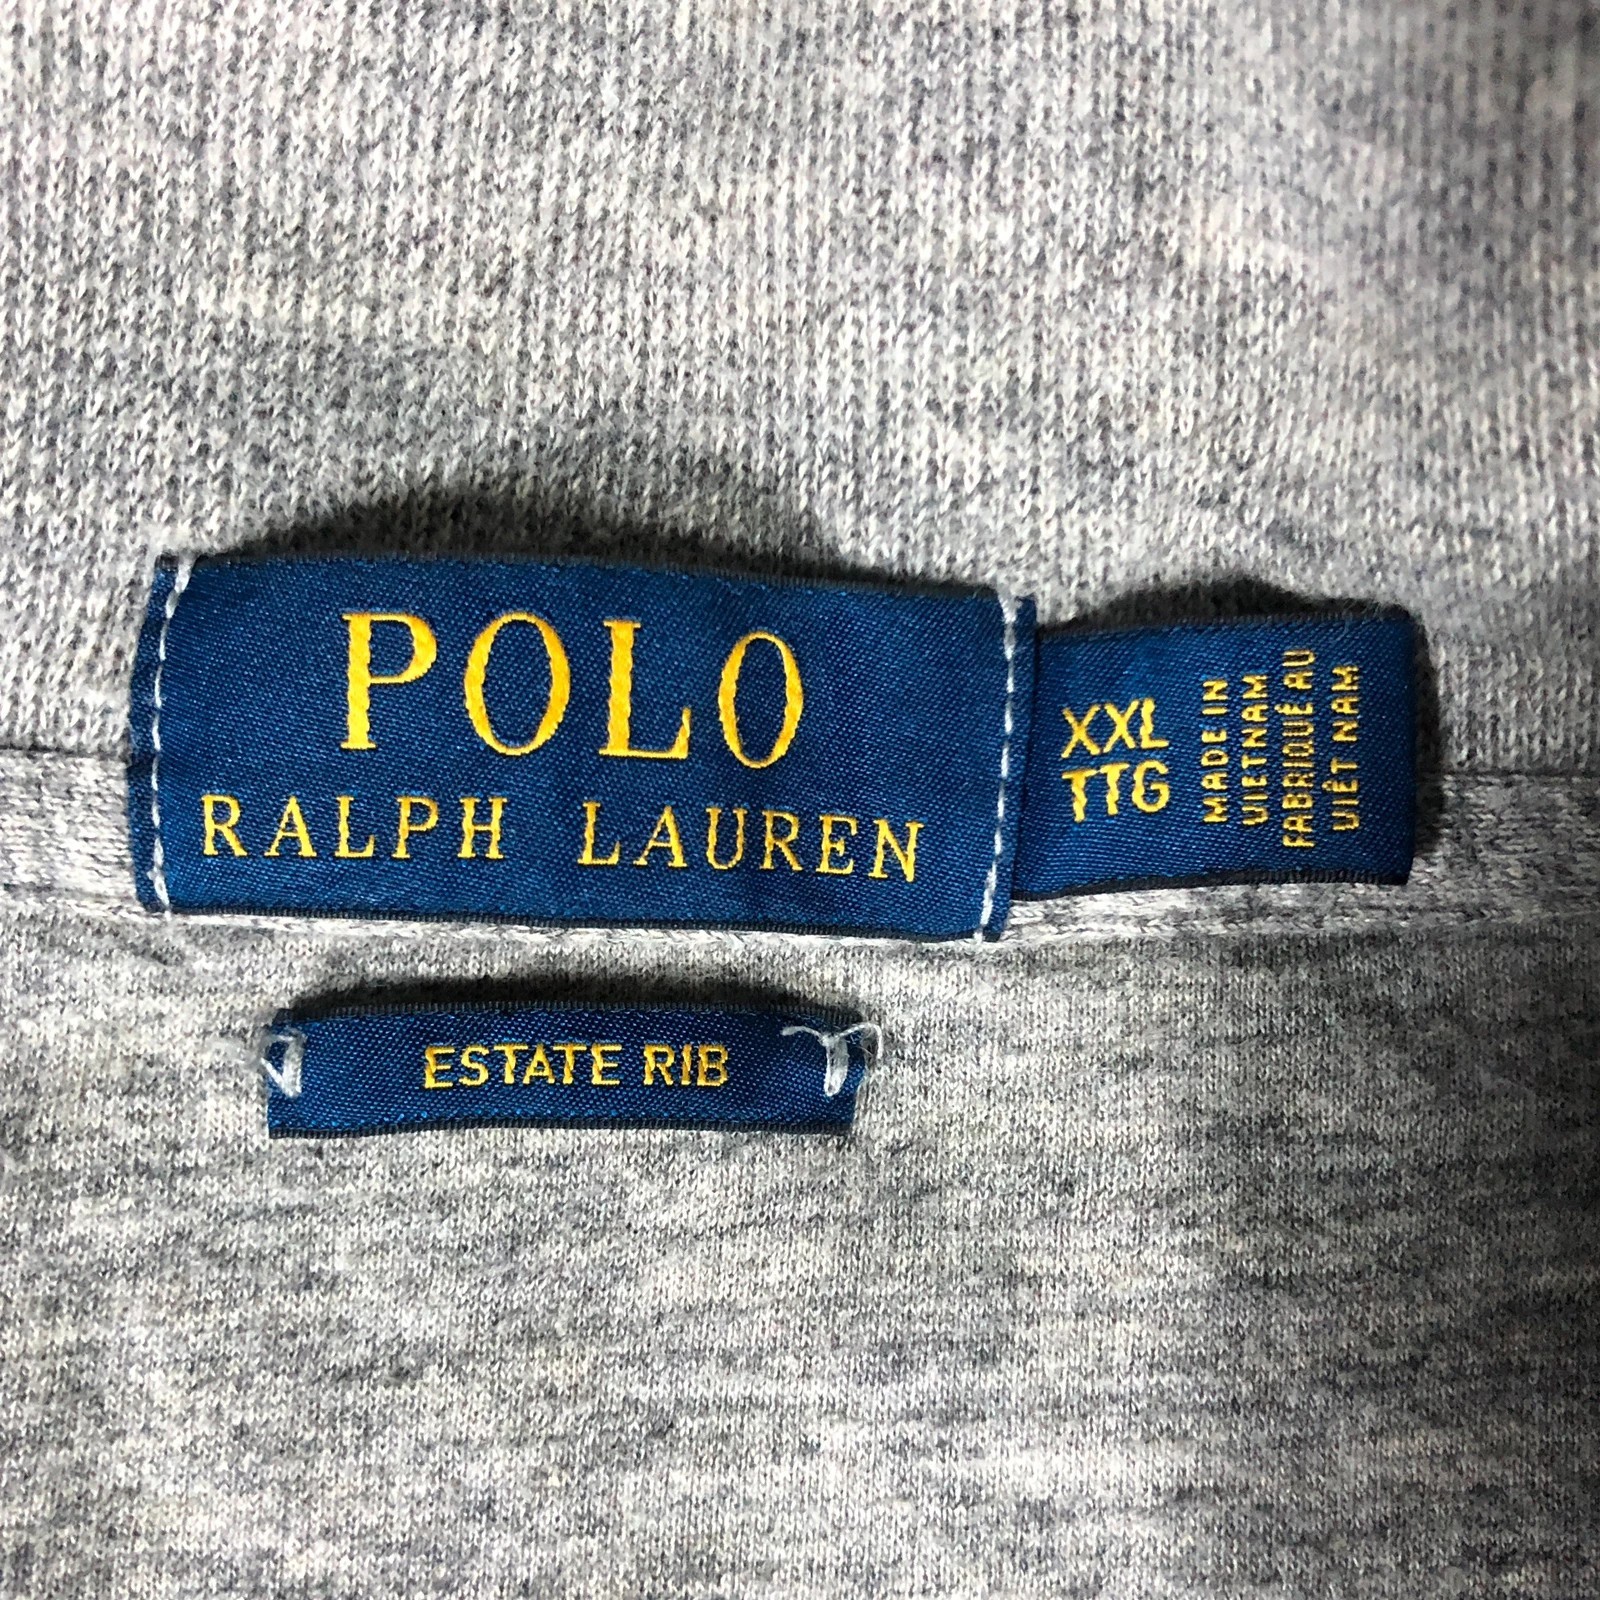 POLO
RALPH LAUREN
XXL
TTG
MADE IN
VIETNAM
FABRIQUÉ AU
VIÊT NAM
ESTATE RIB